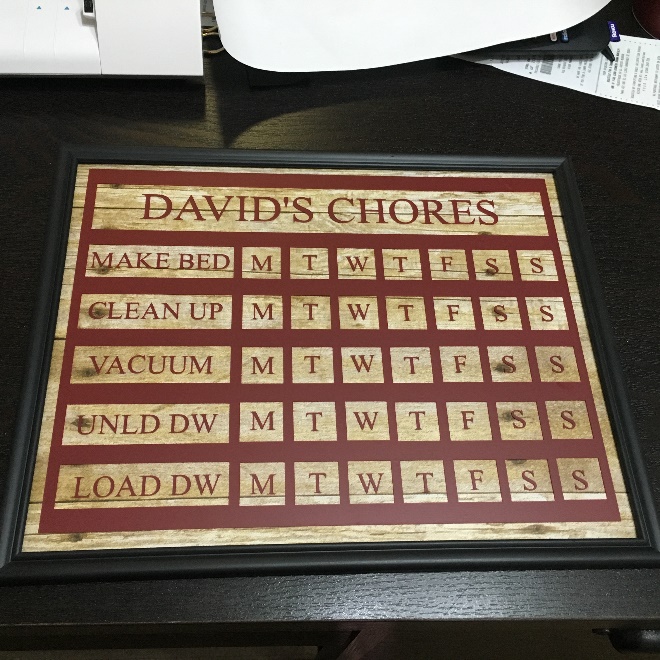 DAVID'S CHORES
MAKE BED M T W T F S S
CLEAN UP M T W T F S S
VACUUM M T W T F S S
UNLD DW M T W T F S S
LOAD DW M T W T F S S